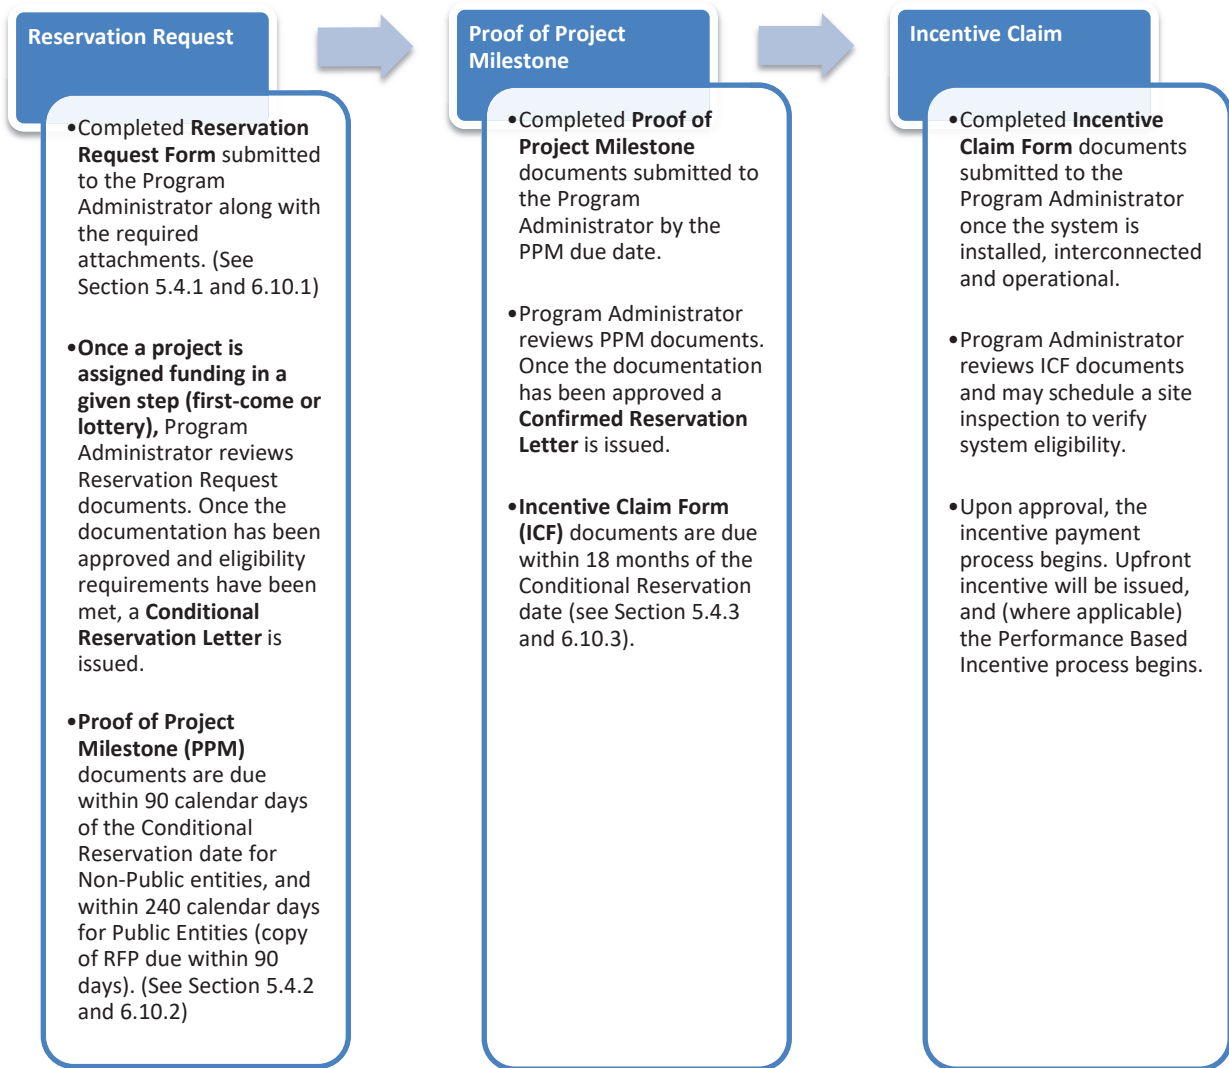 Reservation Request
•Completed Reservation
Request Form submitted
to the Program
Administrator along with
the required
attachments. (See
Section 5.4.1 and 6.10.1)
•Once a project is
assigned funding in a
given step (first-come or
lottery), Program
Administrator reviews
Reservation Request
documents. Once the
documentation has been
approved and eligibility
requirements have been
met, a Conditional
Reservation Letter is
issued.
•Proof of Project
Milestone (PPM)
documents are due
within 90 calendar days
of the Conditional
Reservation date for
Non-Public entities, and
within 240 calendar days
for Public Entities (copy
of RFP due within 90
days). (See Section 5.4.2
and 6.10.2)
Proof of Project
Milestone
•Completed Proof of
Project Milestone
documents submitted to
the Program
Administrator by the
PPM due date.
•Program Administrator
reviews PPM documents.
Once the documentation
has been approved a
Confirmed Reservation
Letter is issued.
•Incentive Claim Form
(ICF) documents are due
within 18 months of the
Conditional Reservation
date (see Section 5.4.3
and 6.10.3).
Incentive Claim
•Completed Incentive
Claim Form documents
submitted to the
Program Administrator
once the system is
installed, interconnected
and operational.
•Program Administrator
reviews ICF documents
and may schedule a site
inspection to verify
system eligibility.
•Upon approval, the
incentive payment
process begins. Upfront
incentive will be issued,
and (where applicable)
the Performance Based
Incentive process begins.